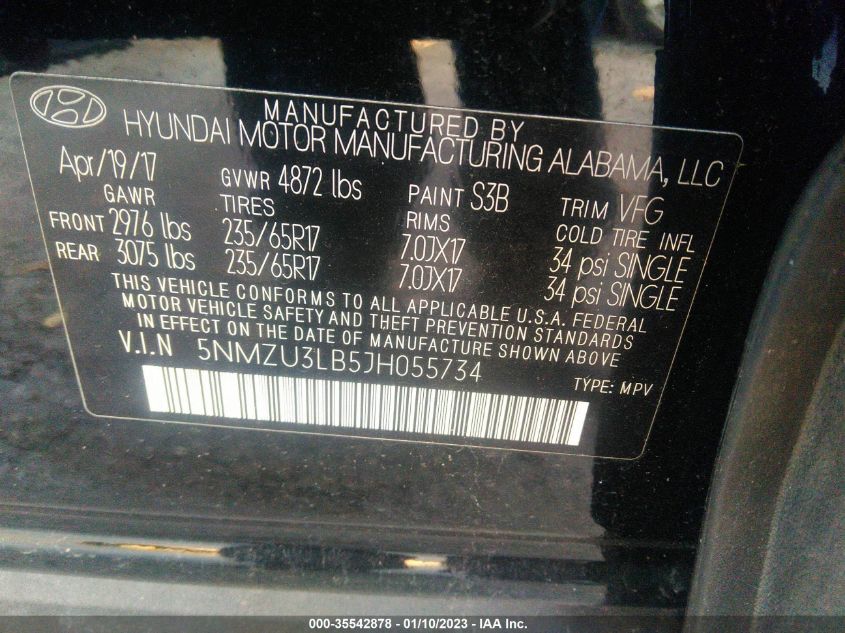 MANUFACTURED BY
HYUNDAI MOTOR MANUFACTURING ALABAMA, LLC
Apr/19/17 GVWR 4872 lbs PAINT S3B TRIM VFG
GAWR TIRES RIMS COLD TIRE INFL
FRONT 2976 lbs 235/65R17 7.0JX17 34 psi SINGLE
REAR 3075 lbs 235/65R17 7.0JX17 34 psi SINGLE
THIS VEHICLE CONFORMS TO ALL APPLICABLE U.S.A. FEDERAL
MOTOR VEHICLE SAFETY AND THEFT PREVENTION STANDARDS
IN EFFECT ON THE DATE OF MANUFACTURE SHOWN ABOVE.
V.I.N 5NMZU3LB5JH055734 TYPE: MPV
000-35542878 - 01/10/2023 - © IAA Inc.